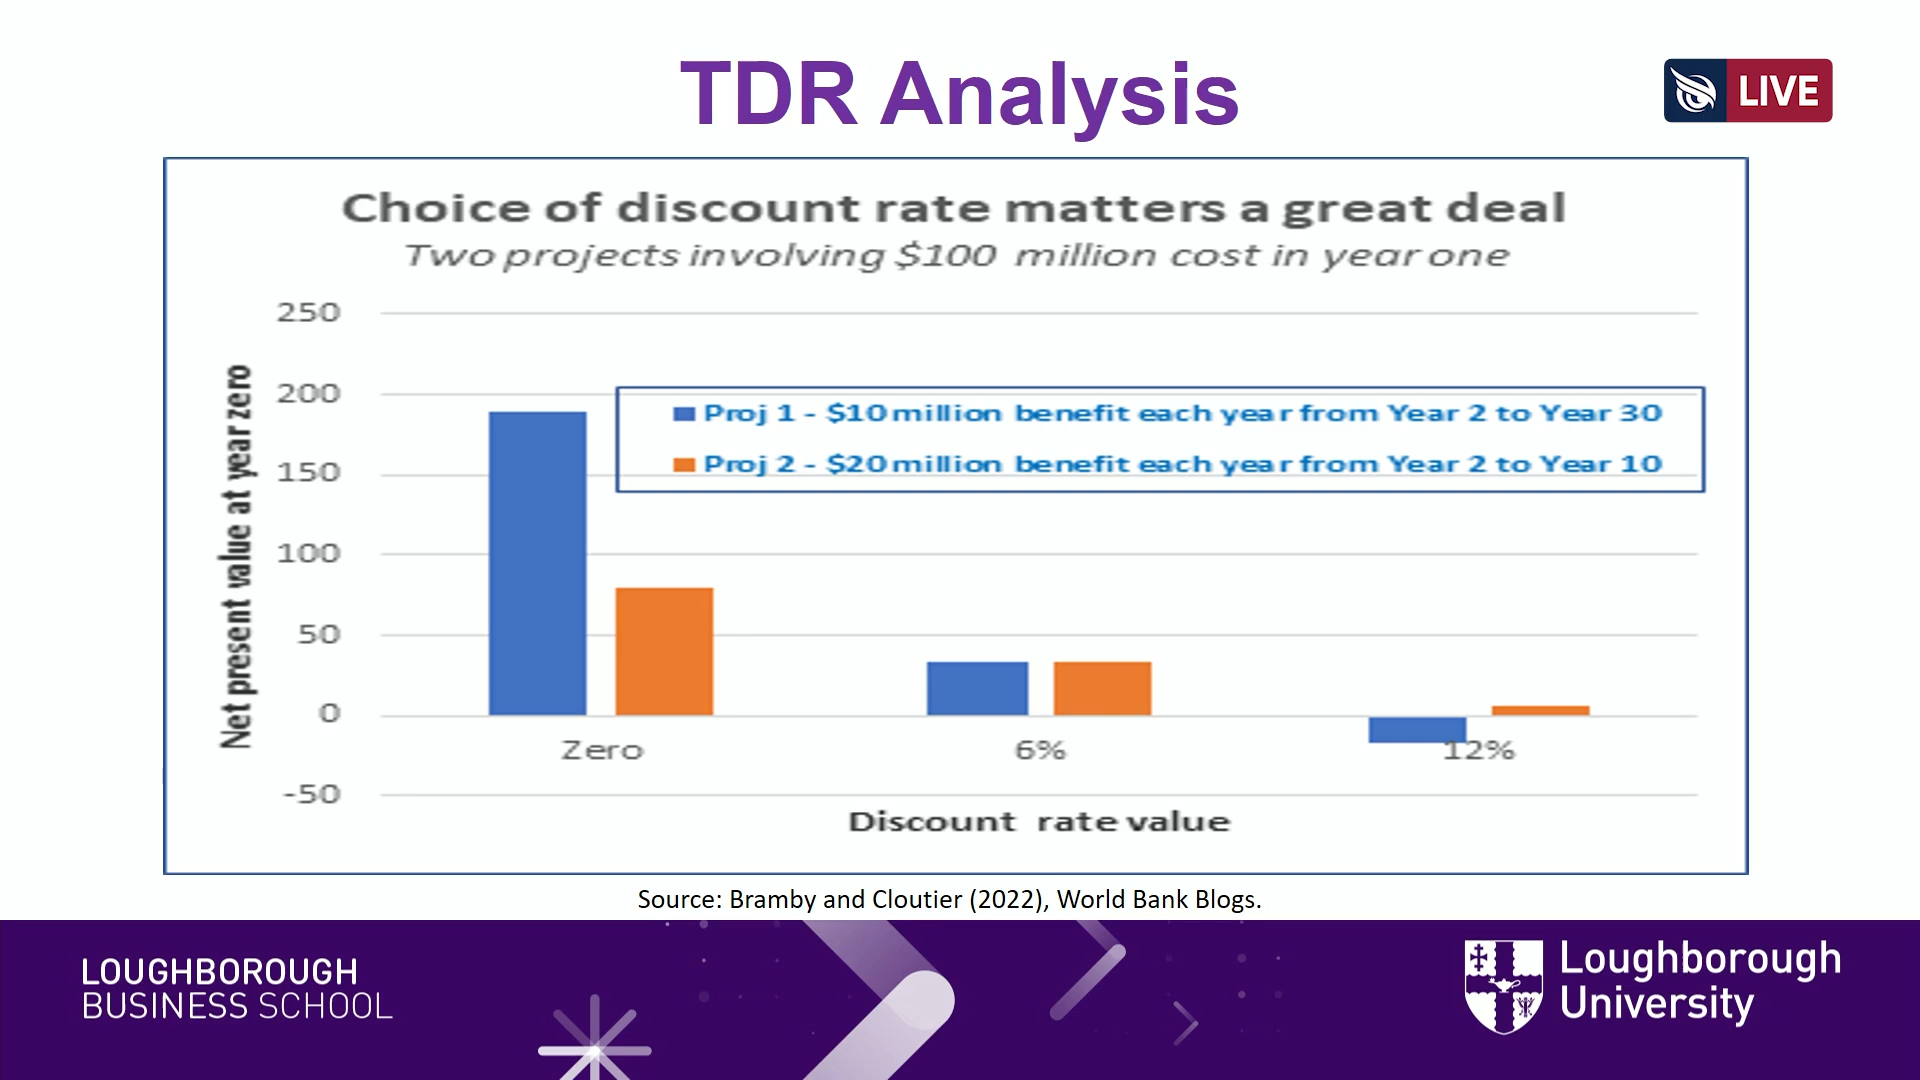 TDR Analysis
LIVE
Choice of discount rate matters a great deal
Two projects involving $100 million cost in year one
Net present value at year zero
250
200
150
100
50
0
-50
Proj 1 - $10 million benefit each year from Year 2 to Year 30
Proj 2 - $20 million benefit each year from Year 2 to Year 10
Zero
6%
12%
Discount rate value
Source: Bramby and Cloutier (2022), World Bank Blogs.
LOUGHBOROUGH
BUSINESS SCHOOL
Loughborough
University